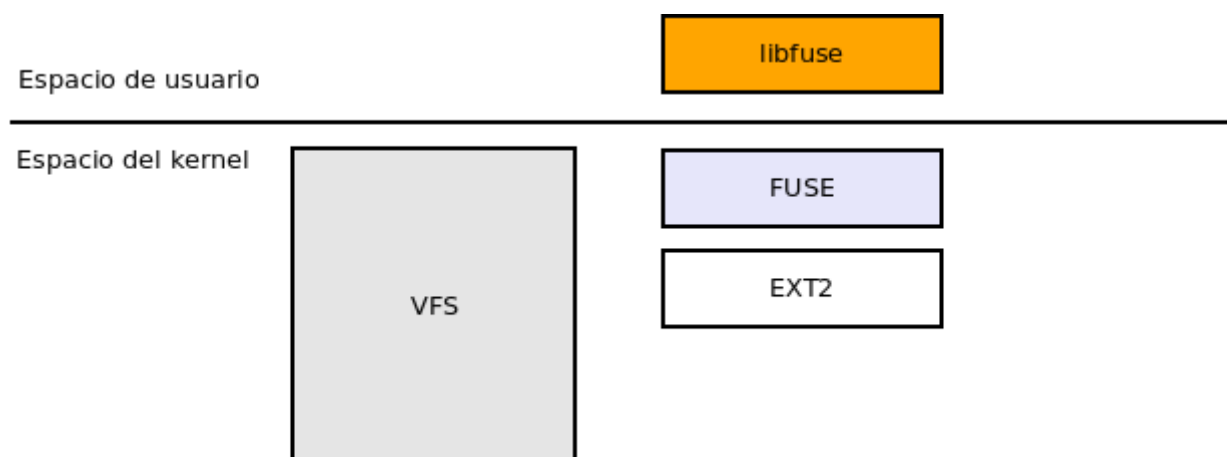 libfuse
Espacio de usuario
Espacio del kernel
FUSE
EXT2
VFS